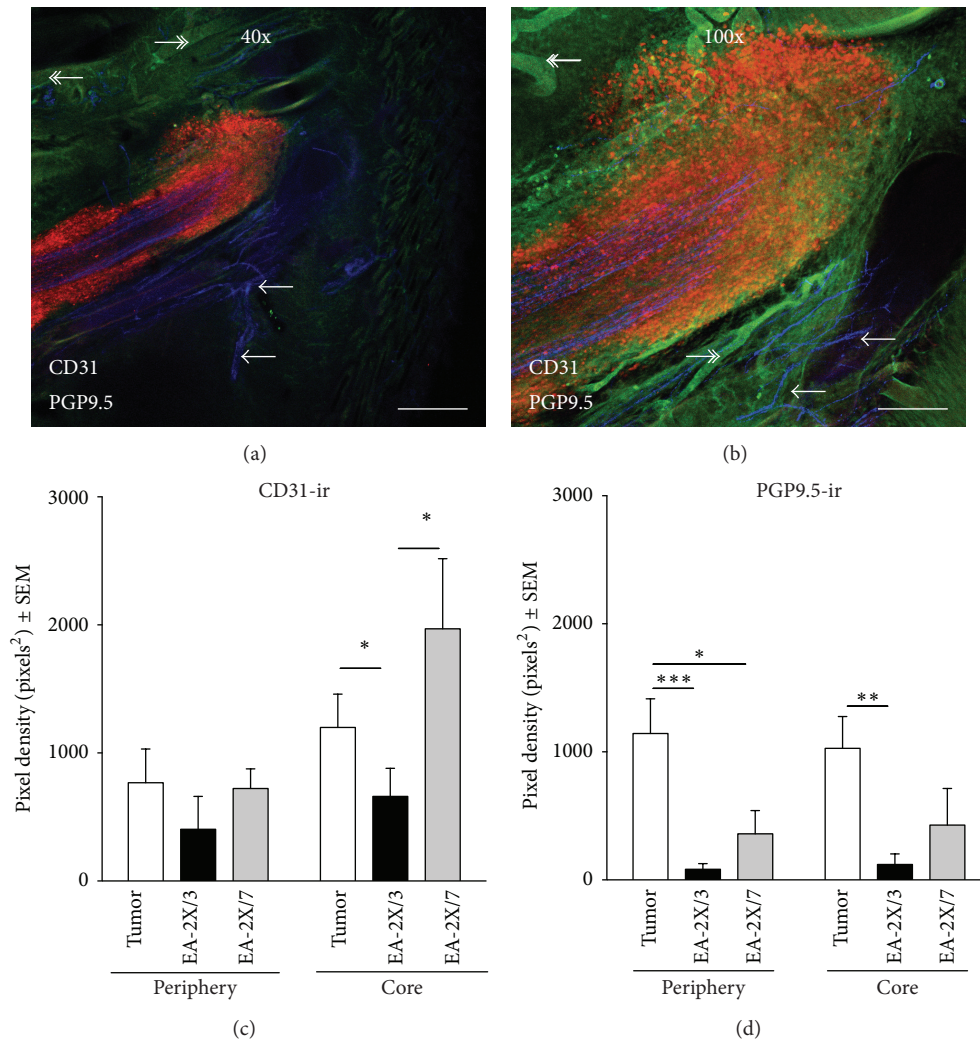 40x
CD31
PGP9.5
(a)
100x
CD31
PGP9.5
(b)
CD31-ir
Pixel density (pixels²) ± SEM
3000
2000
1000
0
*
*
Tumor
EA-2X/3
EA-2X/7
Tumor
EA-2X/3
EA-2X/7
Periphery
Core
(c)
PGP9.5-ir
Pixel density (pixels²) ± SEM
3000
2000
1000
0
*
***
**
Tumor
EA-2X/3
EA-2X/7
Tumor
EA-2X/3
EA-2X/7
Periphery
Core
(d)